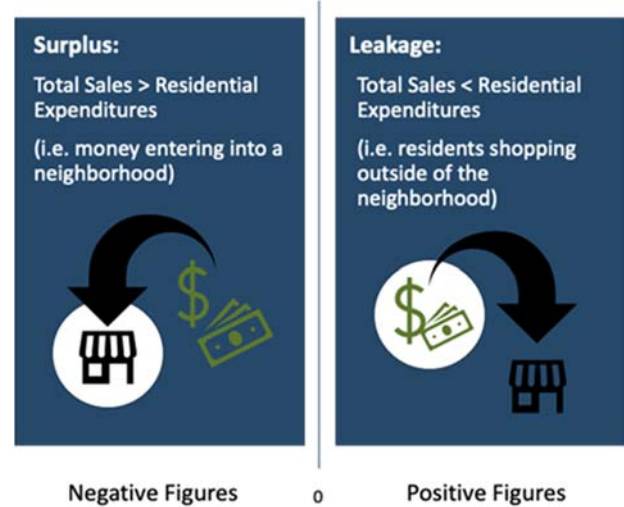 Surplus:
Total Sales > Residential
Expenditures
(i.e. money entering into a
neighborhood)
$
Leakage:
Total Sales < Residential
Expenditures
(i.e. residents shopping
outside of the
neighborhood)
$
Negative Figures
0
Positive Figures